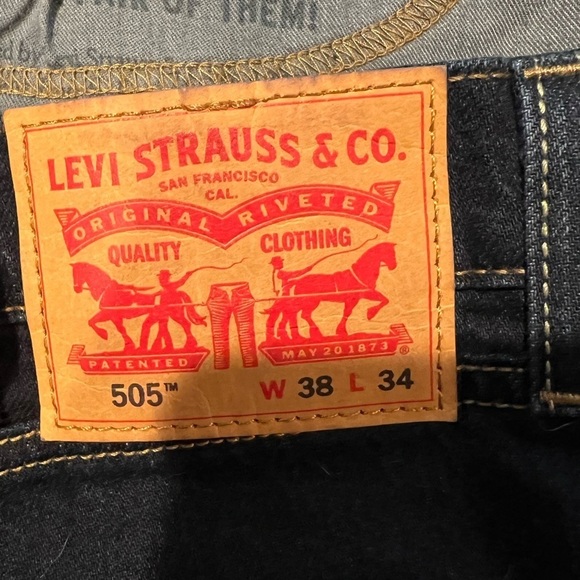 PAIR OF THEM!
LEVI STRAUSS & CO.
SAN FRANCISCO
CAL.
ORIGINAL RIVETED
QUALITY CLOTHING
PATENTED MAY 20 1873 ®
505™ W 38 L 34